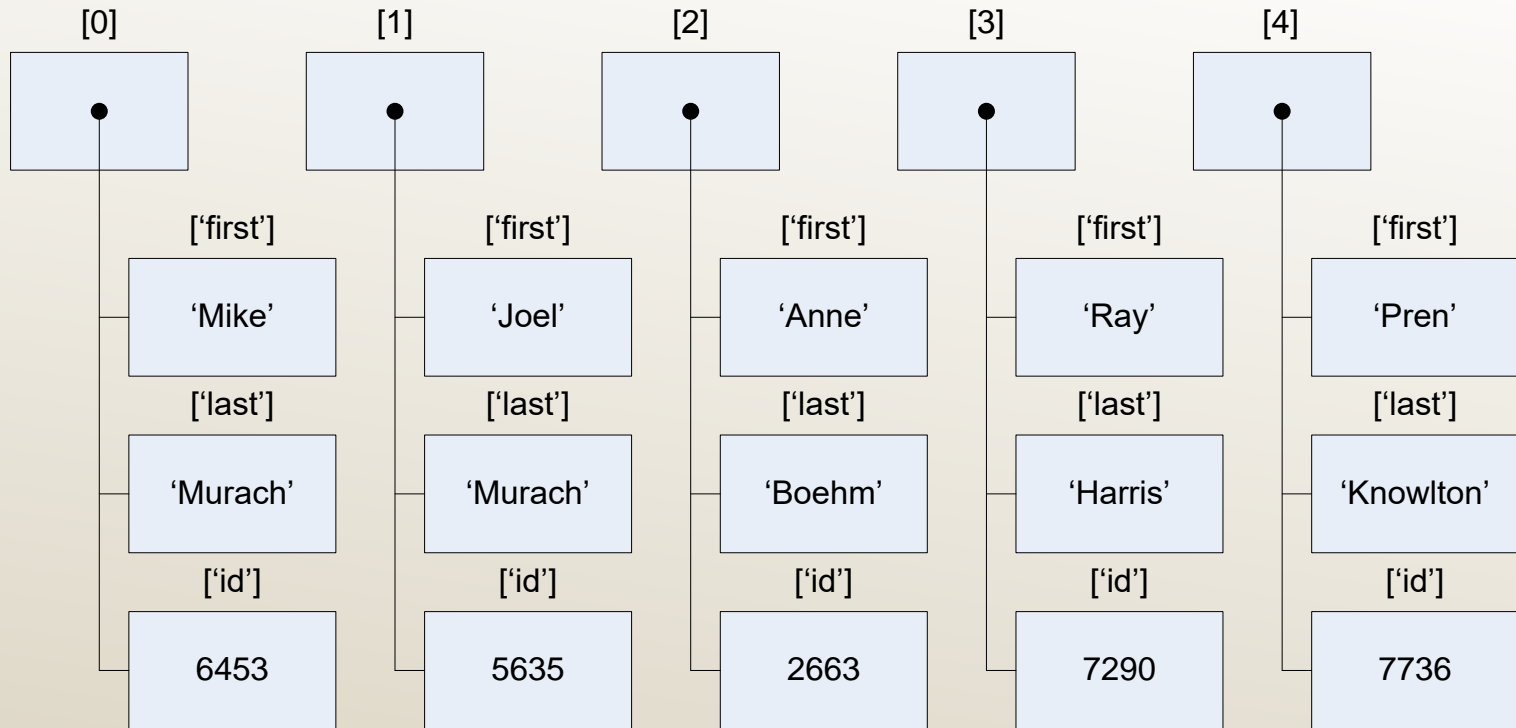 [0] [1] [2] [3] [4]
[‘first’] [‘first’] [‘first’] [‘first’] [‘first’]
‘Mike’ ‘Joel’ ‘Anne’ ‘Ray’ ‘Pren’
[‘last’] [‘last’] [‘last’] [‘last’] [‘last’]
‘Murach’ ‘Murach’ ‘Boehm’ ‘Harris’ ‘Knowlton’
[‘id’] [‘id’] [‘id’] [‘id’] [‘id’]
6453 5635 2663 7290 7736